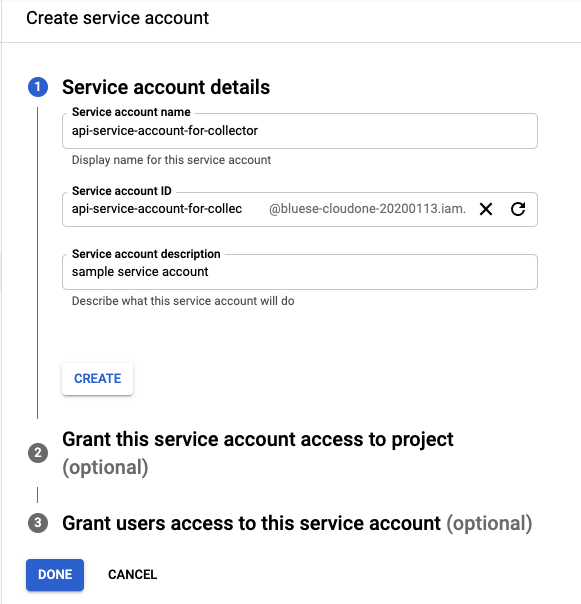 Create service account
1 Service account details
Service account name
api-service-account-for-collector
Display name for this service account
Service account ID
api-service-account-for-collec @bluese-cloudone-20200113.iam.
Service account description
sample service account
Describe what this service account will do
CREATE
2 Grant this service account access to project
(optional)
3 Grant users access to this service account (optional)
DONE CANCEL